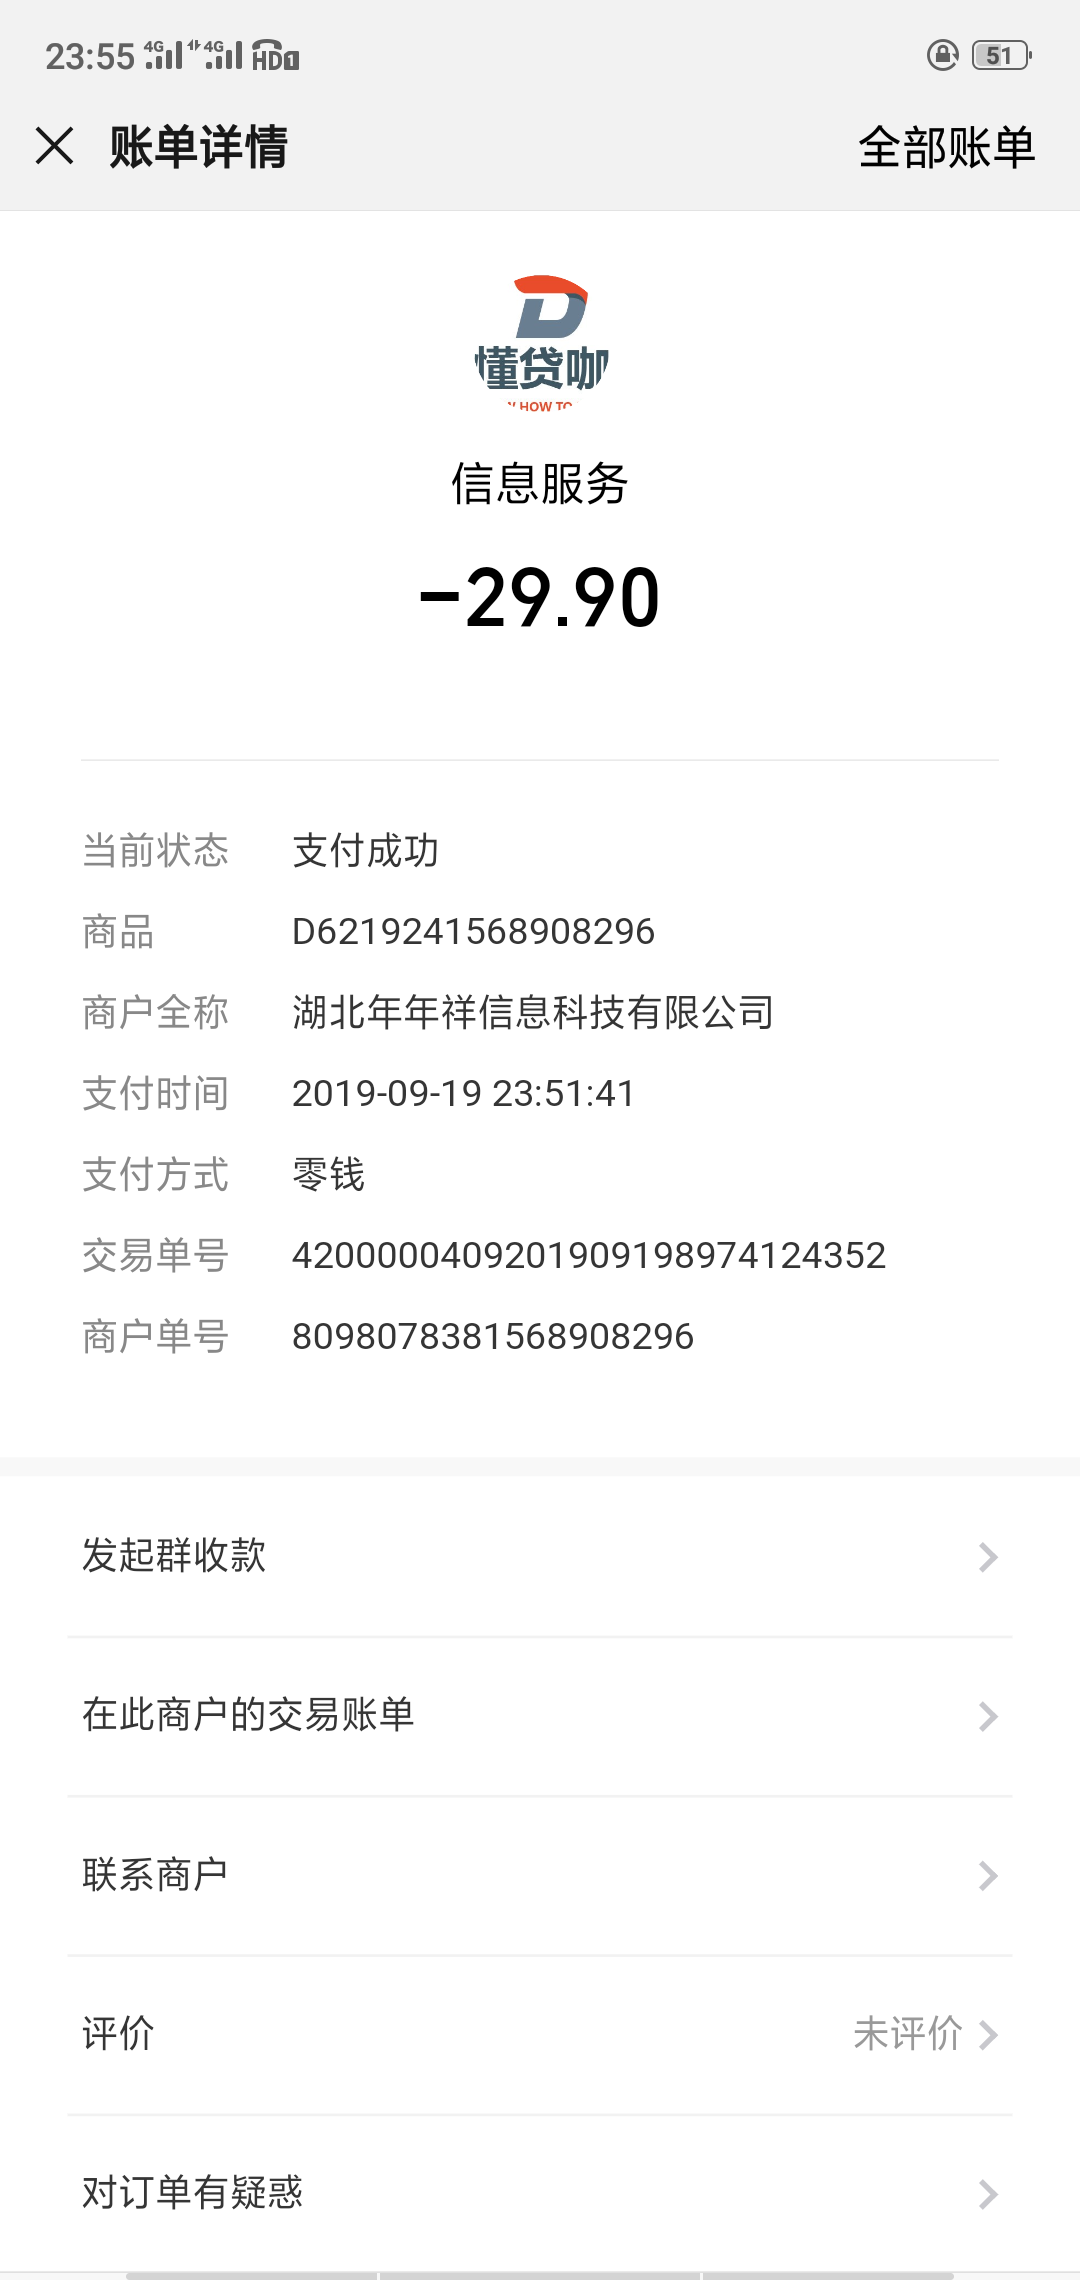 23:55 4G 4G HD1 51
账单详情 全部账单
懂贷咖
HOW TO
信息服务
-29.90
当前状态 支付成功
商品 D6219241568908296
商户全称 湖北年年祥信息科技有限公司
支付时间 2019-09-19 23:51:41
支付方式 零钱
交易单号 4200000409201909198974124352
商户单号 8098078381568908296
发起群收款
在此商户的交易账单
联系商户
评价 未评价
对订单有疑惑